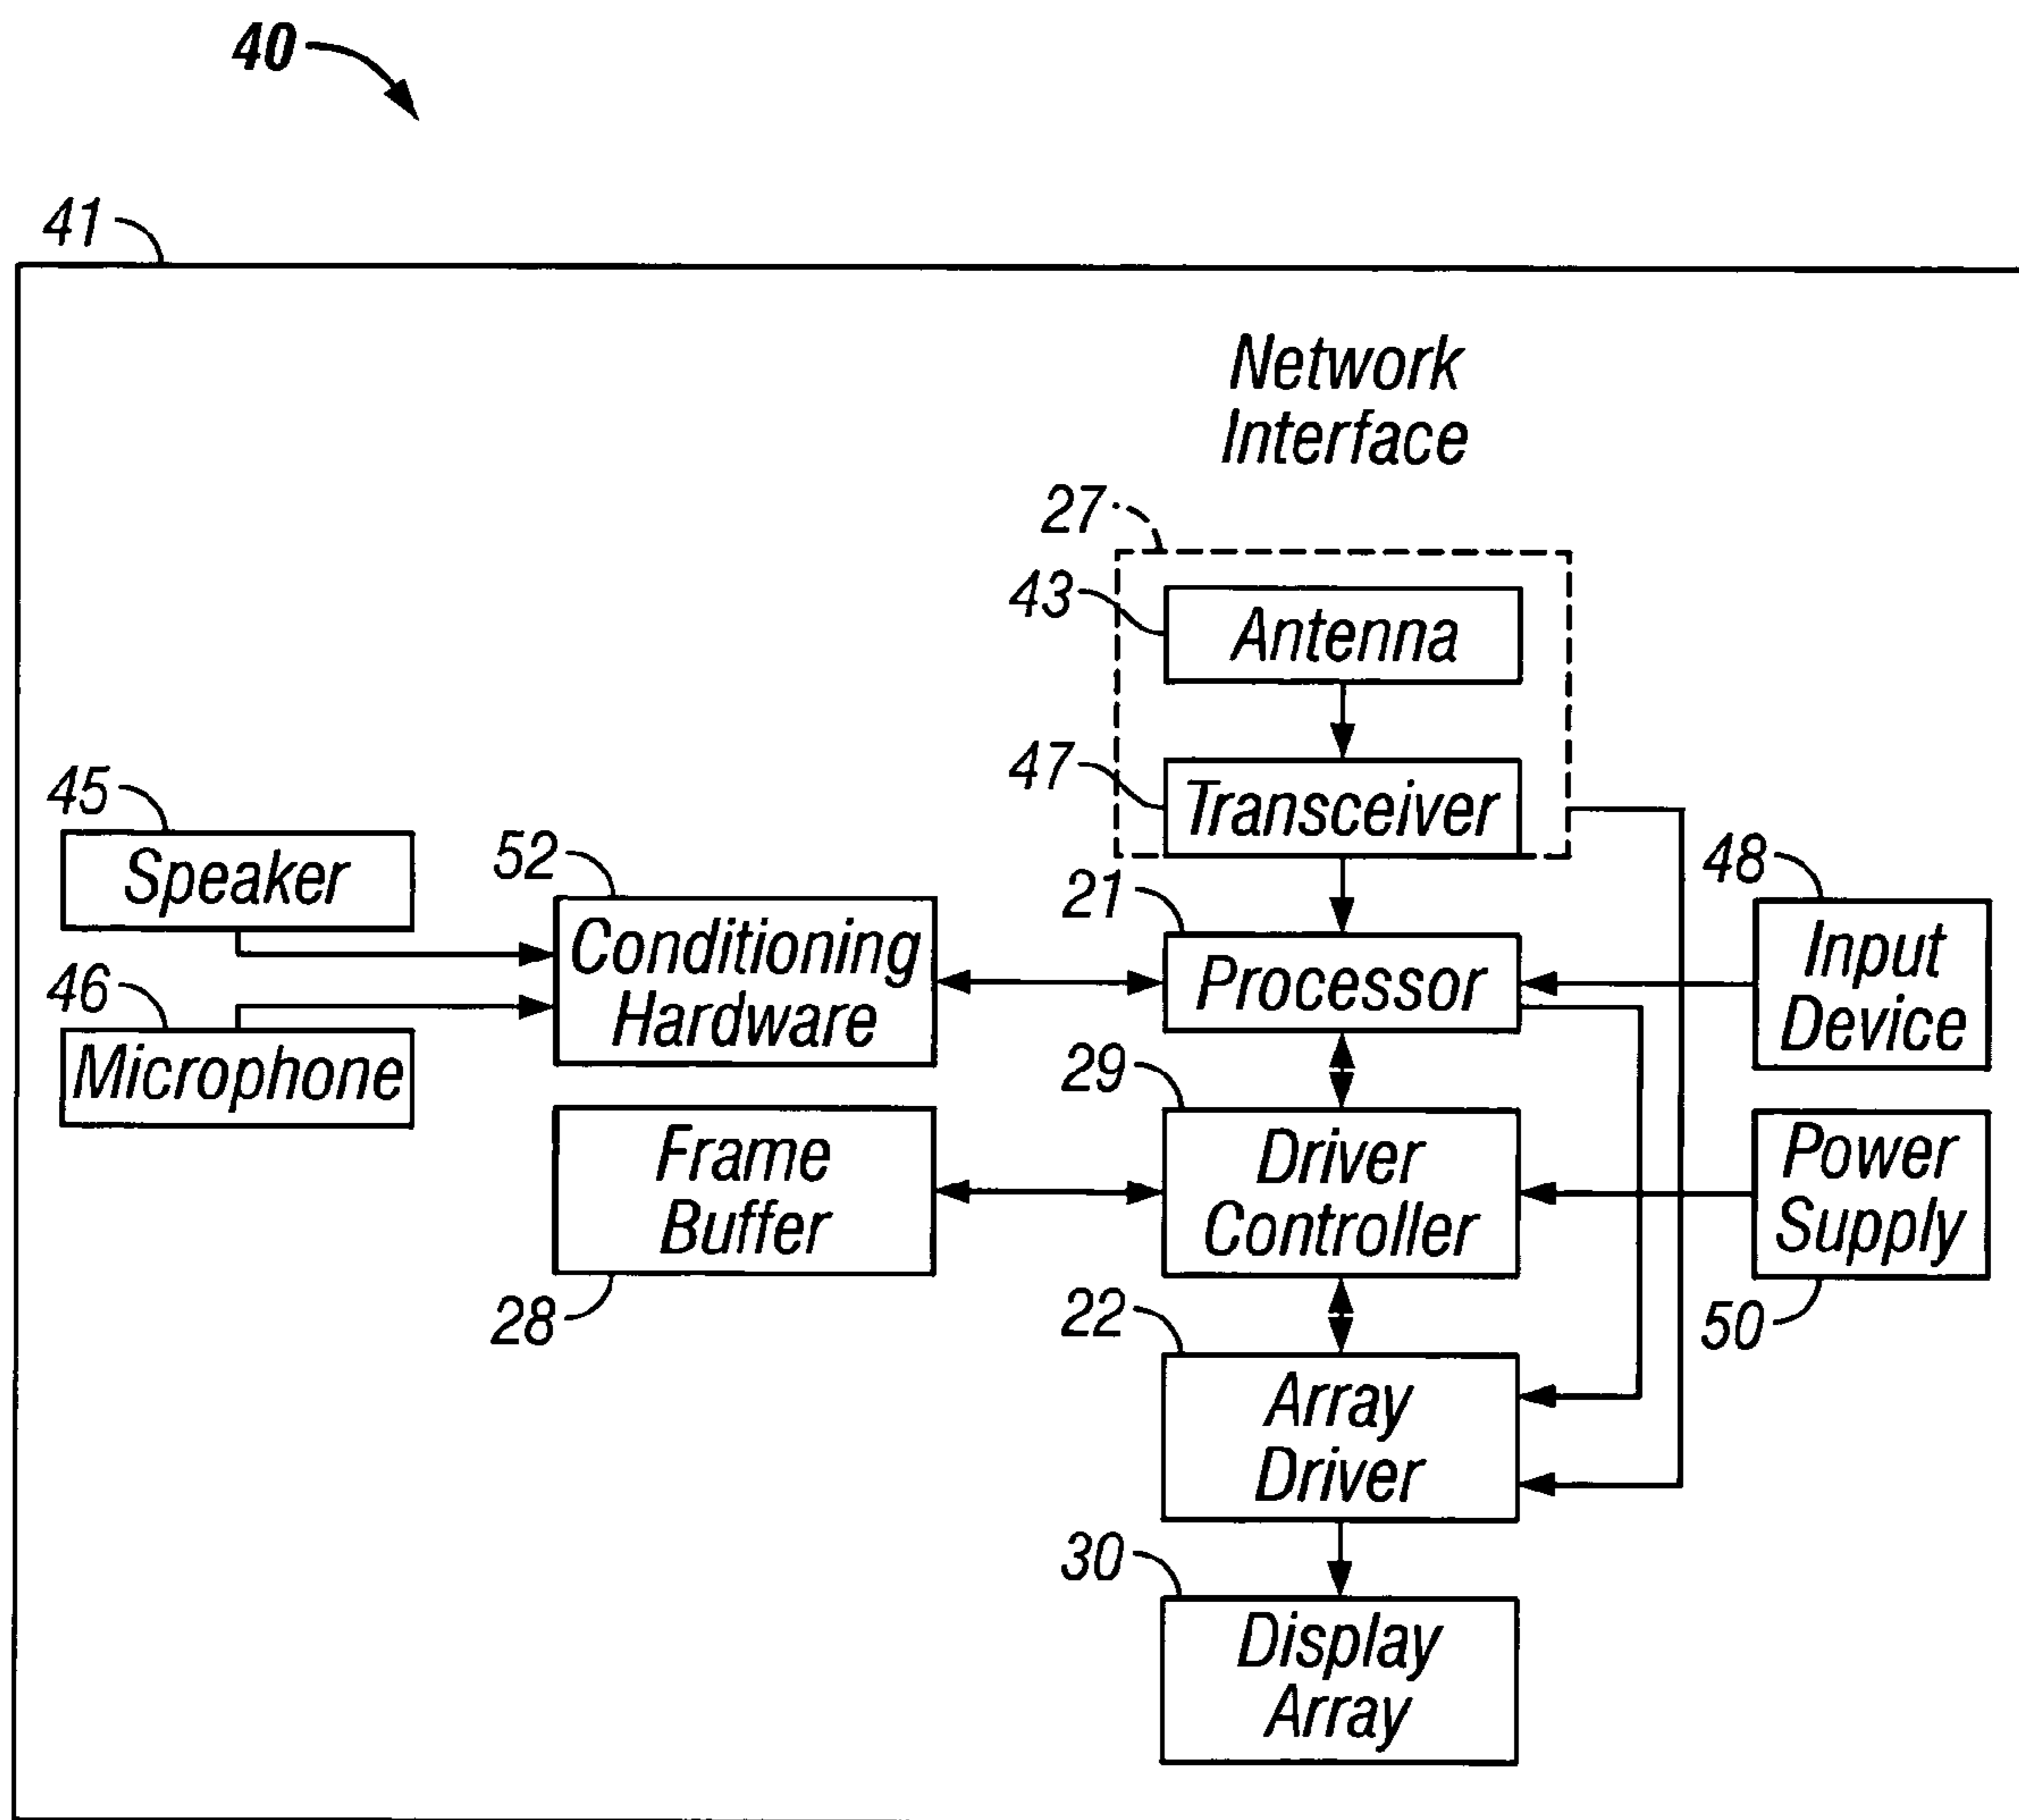 40
41
Network
Interface
27
43
Antenna
47
Transceiver
45
Speaker
52
Conditioning
Hardware
21
Processor
48
Input
Device
46
Microphone
29
Driver
Controller
Frame
Buffer
28
Power
Supply
50
22
Array
Driver
30
Display
Array